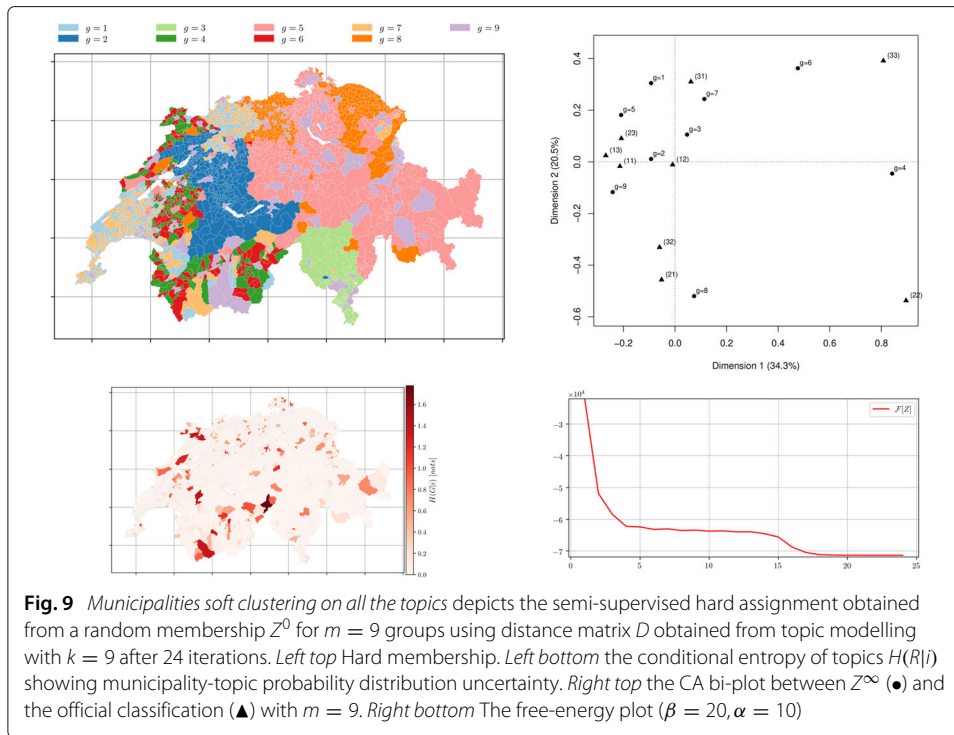 g = 1 g = 3 g = 5 g = 7 g = 9
g = 2 g = 4 g = 6 g = 8
0.4
0.2
0.0
−0.2
−0.4
−0.6
Dimension 2 (20.5%)
(33)
g=6
g=1
(31)
g=7
g=5
g=3
(23)
(13)
(11)
g=2
(12)
g=4
g=9
(32)
(21)
g=8
(22)
−0.2 0.0 0.2 0.4 0.6 0.8
Dimension 1 (34.3%)
1.6
1.4
1.2
1.0
0.8
0.6
0.4
0.2
0.0
H(G|i) [nats]
×10⁴
−3
−4
−5
−6
−7
F[Z]
0 5 10 15 20 25
Fig. 9 Municipalities soft clustering on all the topics depicts the semi-supervised hard assignment obtained
from a random membership Z⁰ for m = 9 groups using distance matrix D obtained from topic modelling
with k = 9 after 24 iterations. Left top Hard membership. Left bottom the conditional entropy of topics H(R|i)
showing municipality-topic probability distribution uncertainty. Right top the CA bi-plot between Z∞ (●) and
the official classification (▲) with m = 9. Right bottom The free-energy plot (β = 20, α = 10)